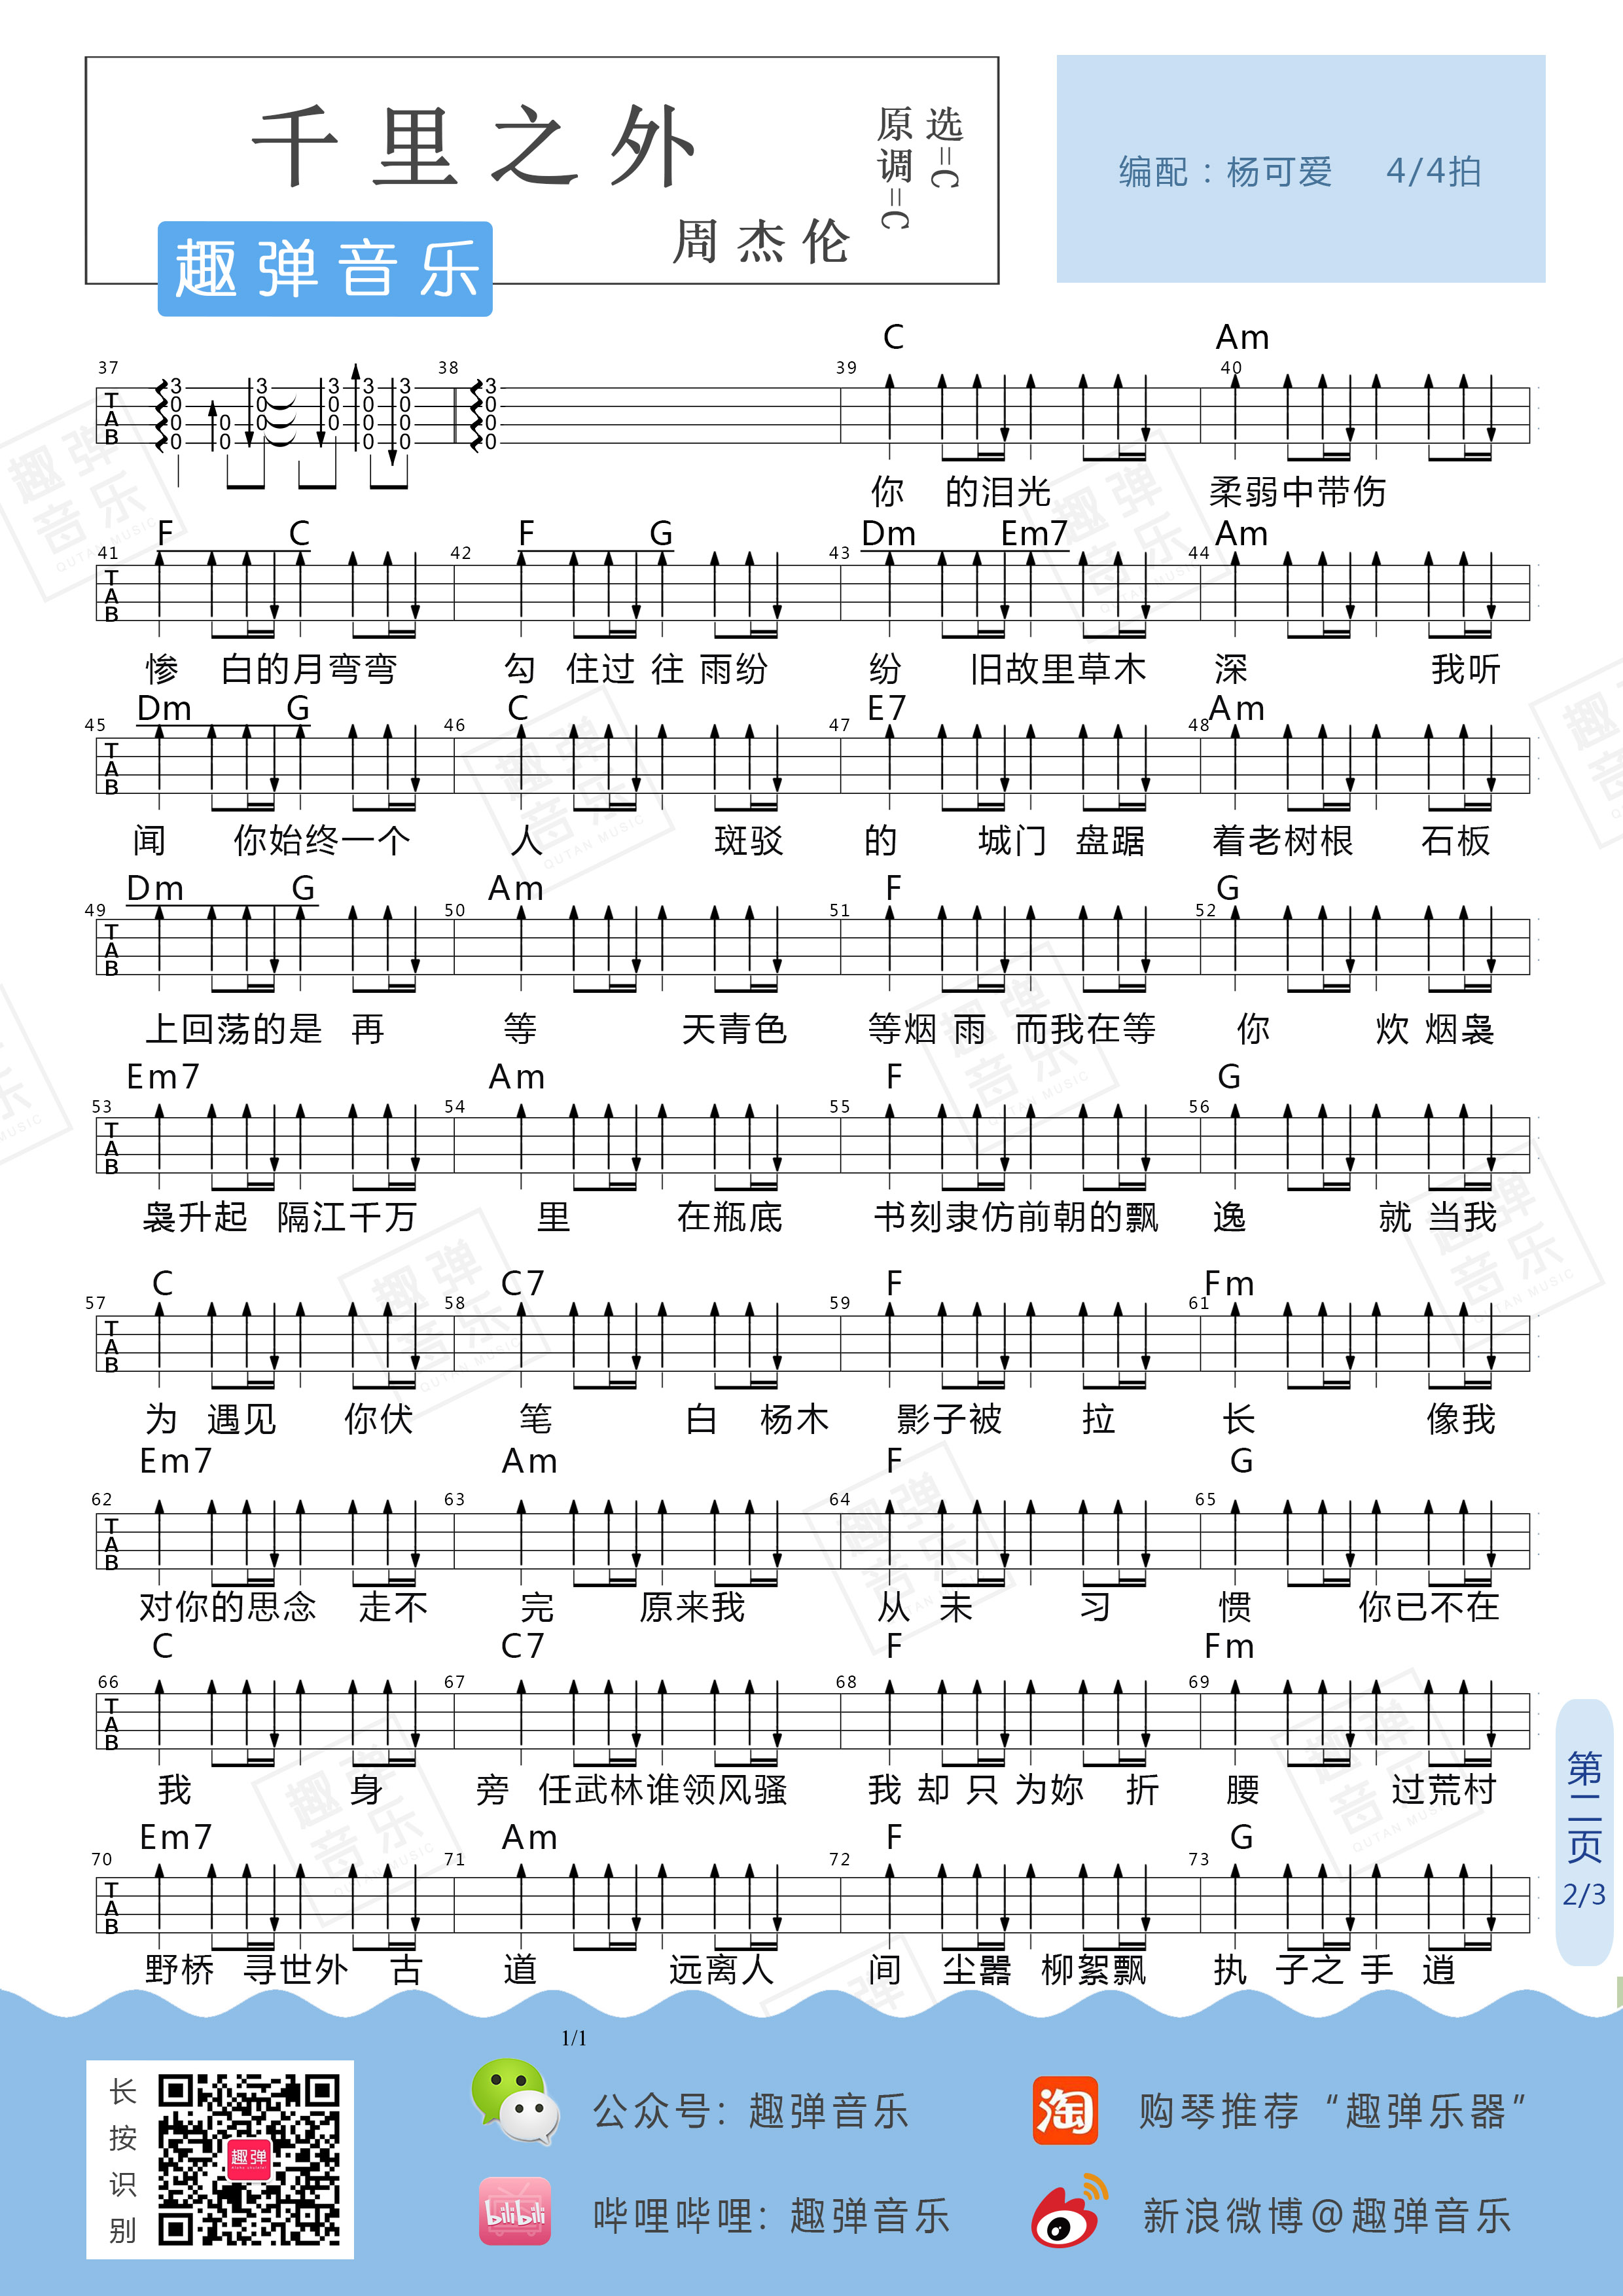 千里之外
原调=C
选=C
周杰伦
趣弹音乐
编配：杨可爱 4/4拍
C Am
37 38 39 40
T A B
3 0 0 0 0 0 3 0 0 3 0 0 3 0 0 0 3 0 0 0 3 0 0 0
你 的泪光 柔弱中带伤
F C F G Dm Em7 Am
41 42 43 44
T A B
惨 白的月弯弯 勾 住过 往 雨纷 纷 旧故里草木 深 我听
Dm G C E7 Am
45 46 47 48
T A B
闻 你始终一个 人 斑驳 的 城门 盘踞 着老树根 石板
Dm G Am F G
49 50 51 52
T A B
上回荡的是 再 等 天青色 等烟 雨 而我在等 你 炊 烟袅
Em7 Am F G
53 54 55 56
T A B
袅升起 隔江千万 里 在瓶底 书刻隶仿前朝的飘 逸 就 当我
C C7 F Fm
57 58 59 61
T A B
为 遇见 你伏 笔 白 杨木 影子被 拉 长 像我
Em7 Am F G
62 63 64 65
T A B
对你的思念 走不 完 原来我 从 未 习 惯 你已不在
C C7 F Fm
66 67 68 69
T A B
我 身 旁 任武林谁领风骚 我 却 只 为妳 折 腰 过荒村
Em7 Am F G
70 71 72 73
T A B
野桥 寻世外 古 道 远离人 间 尘嚣 柳絮飘 执 子之 手 逍
第二页
2/3
1/1
长按识别
趣弹
公众号：趣弹音乐
淘
购琴推荐“趣弹乐器”
bilibili
哔哩哔哩：趣弹音乐
新浪微博@趣弹音乐
趣弹音乐
QUTAN MUSIC